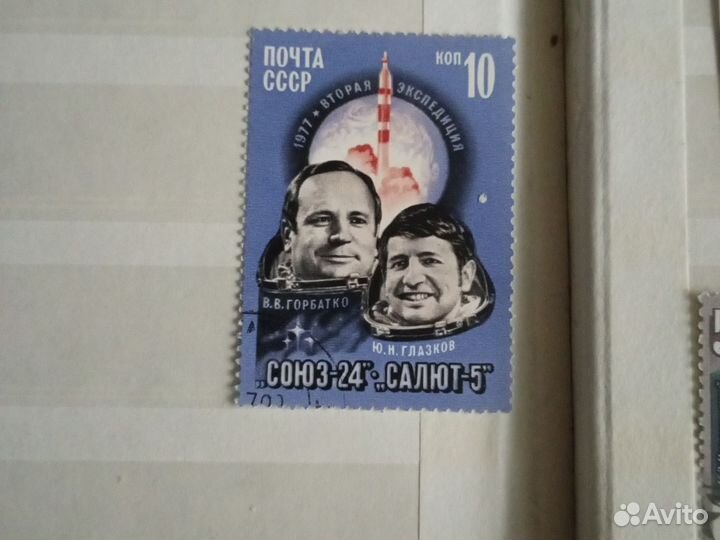 ПОЧТА
СССР
КОП 10
1977 ★ ВТОРАЯ ЭКСПЕДИЦИЯ
В.В.ГОРБАТКО
Ю.Н.ГЛАЗКОВ
„СОЮЗ-24"·„САЛЮТ-5"
Avito